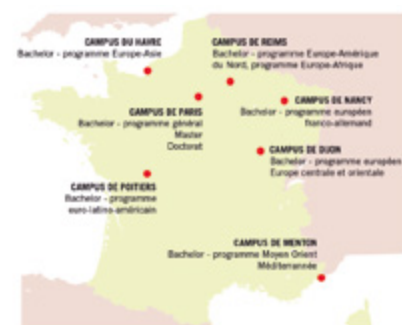 CAMPUS DU HAVRE
Bachelor - programme Europe-Asie
CAMPUS DE REIMS
Bachelor - programme Europe-Amérique
du Nord, programme Europe-Afrique
CAMPUS DE PARIS
Bachelor - programme général
Master
Doctorat
CAMPUS DE NANCY
Bachelor - programme européen
franco-allemand
CAMPUS DE DIJON
Bachelor - programme européen
Europe centrale et orientale
CAMPUS DE POITIERS
Bachelor - programme
euro-latino-américain
CAMPUS DE MENTON
Bachelor - programme Moyen Orient
Méditerrannée